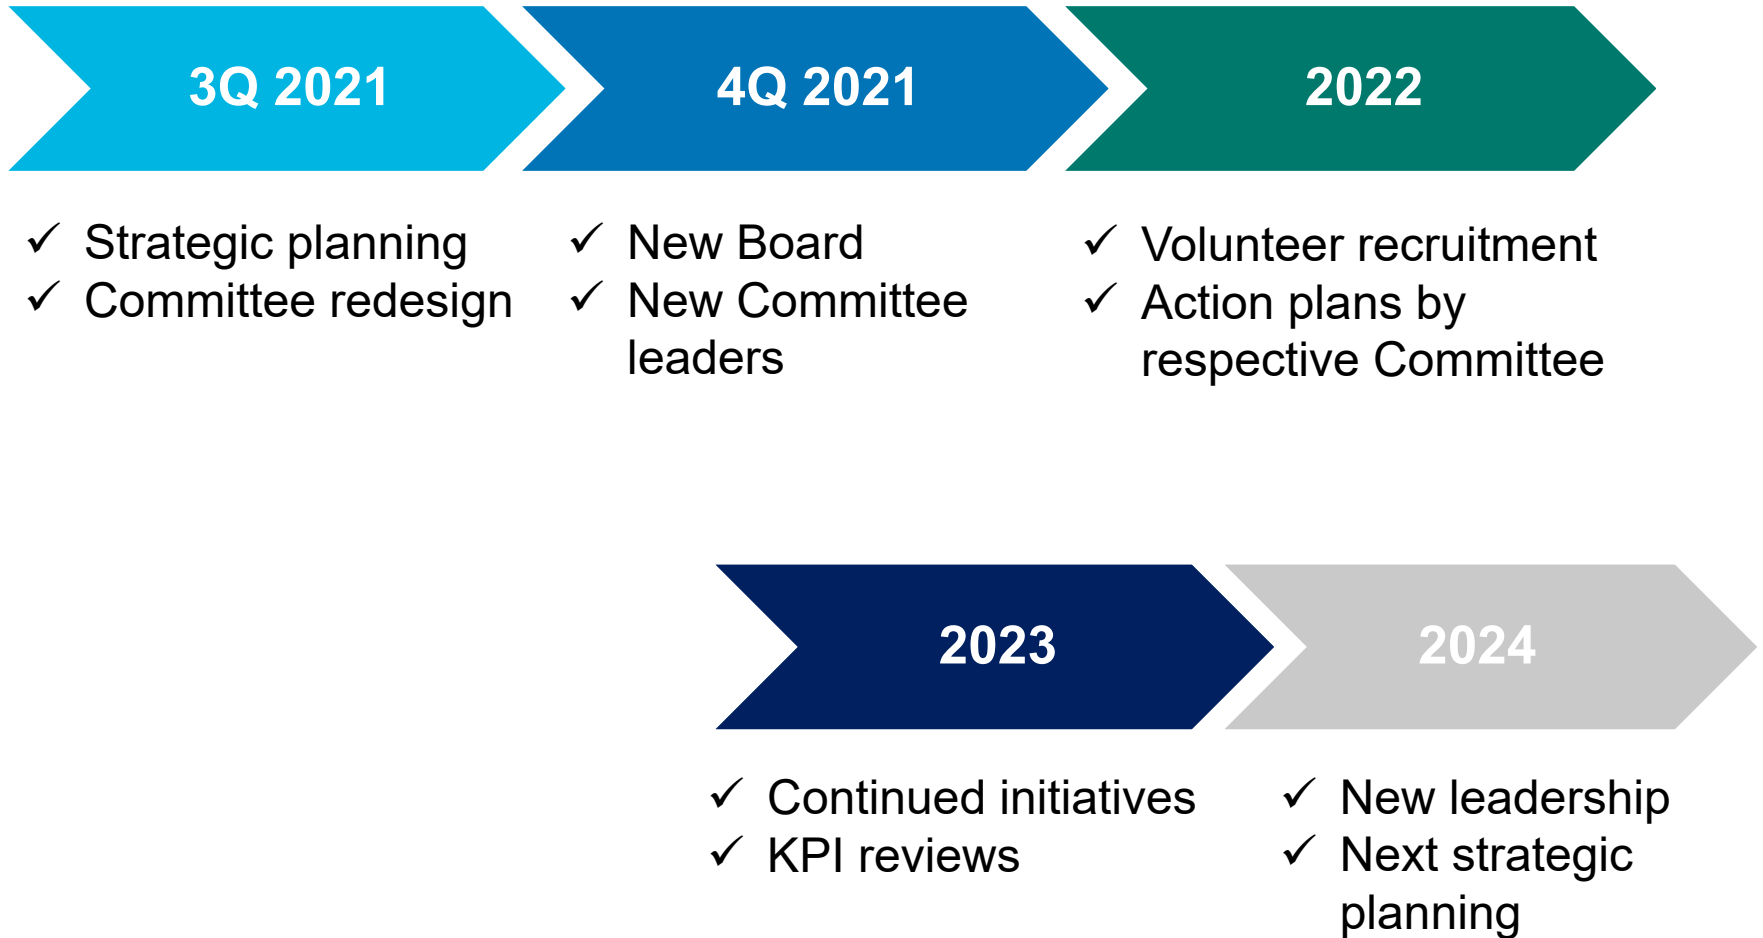 3Q 2021
4Q 2021
2022
✓ Strategic planning
✓ Committee redesign
✓ New Board
✓ New Committee
leaders
✓ Volunteer recruitment
✓ Action plans by
respective Committee
2023
2024
✓ Continued initiatives
✓ KPI reviews
✓ New leadership
✓ Next strategic
planning